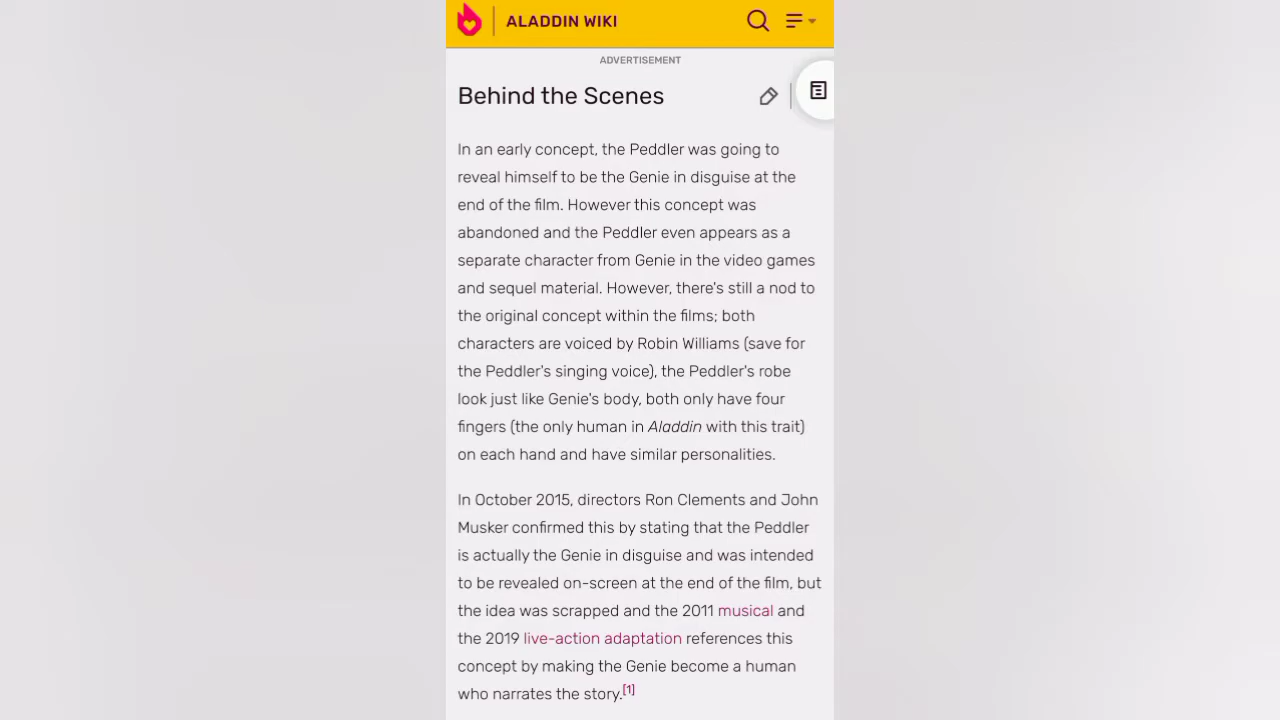 ALADDIN WIKI
ADVERTISEMENT
Behind the Scenes
In an early concept, the Peddler was going to
reveal himself to be the Genie in disguise at the
end of the film. However this concept was
abandoned and the Peddler even appears as a
separate character from Genie in the video games
and sequel material. However, there's still a nod to
the original concept within the films; both
characters are voiced by Robin Williams (save for
the Peddler's singing voice), the Peddler's robe
look just like Genie's body, both only have four
fingers (the only human in Aladdin with this trait)
on each hand and have similar personalities.
In October 2015, directors Ron Clements and John
Musker confirmed this by stating that the Peddler
is actually the Genie in disguise and was intended
to be revealed on-screen at the end of the film, but
the idea was scrapped and the 2011 musical and
the 2019 live-action adaptation references this
concept by making the Genie become a human
who narrates the story.[1]